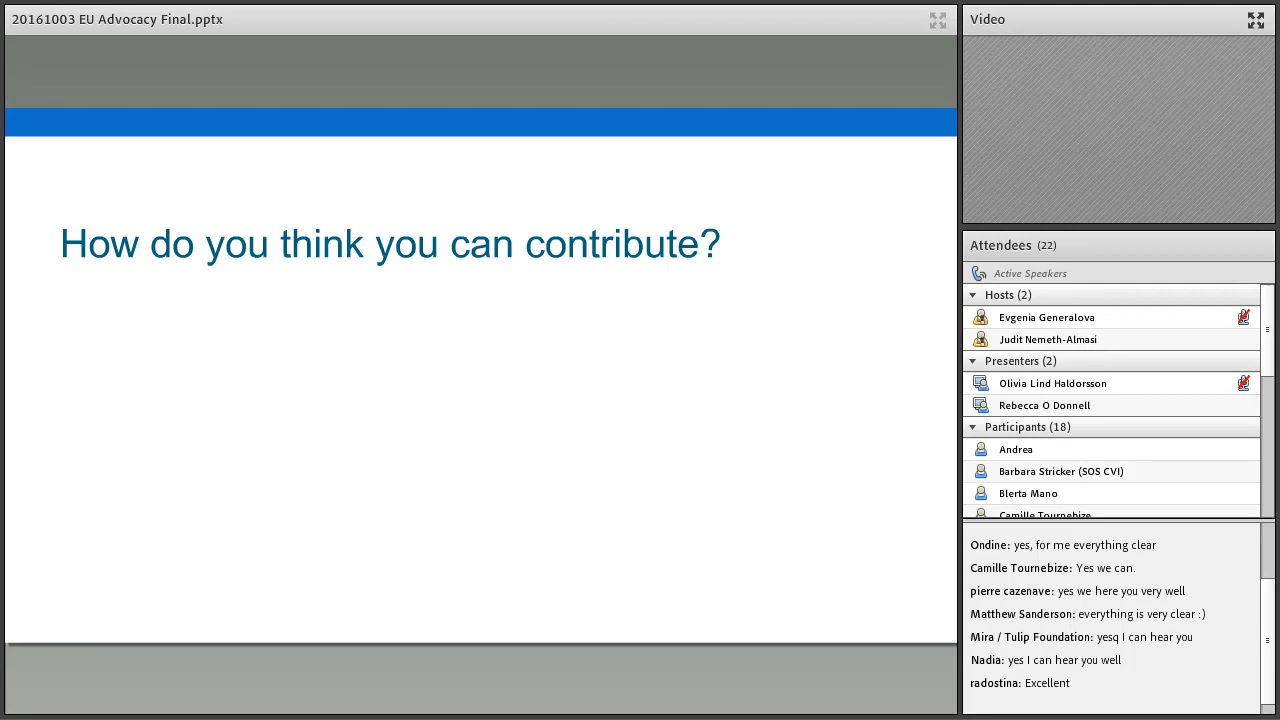 20161003 EU Advocacy Final.pptx
How do you think you can contribute?
Video
Attendees (22)
Active Speakers
Hosts (2)
Evgenia Generalova
Judit Nemeth-Almasi
Presenters (2)
Olivia Lind Haldorsson
Rebecca O Donnell
Participants (18)
Andrea
Barbara Stricker (SOS CVI)
Blerta Mano
Camille Tournebize
Ondine: yes, for me everything clear
Camille Tournebize: Yes we can.
pierre cazenave: yes we here you very well
Matthew Sanderson: everything is very clear :)
Mira / Tulip Foundation: yesq I can hear you
Nadia: yes I can hear you well
radostina: Excellent